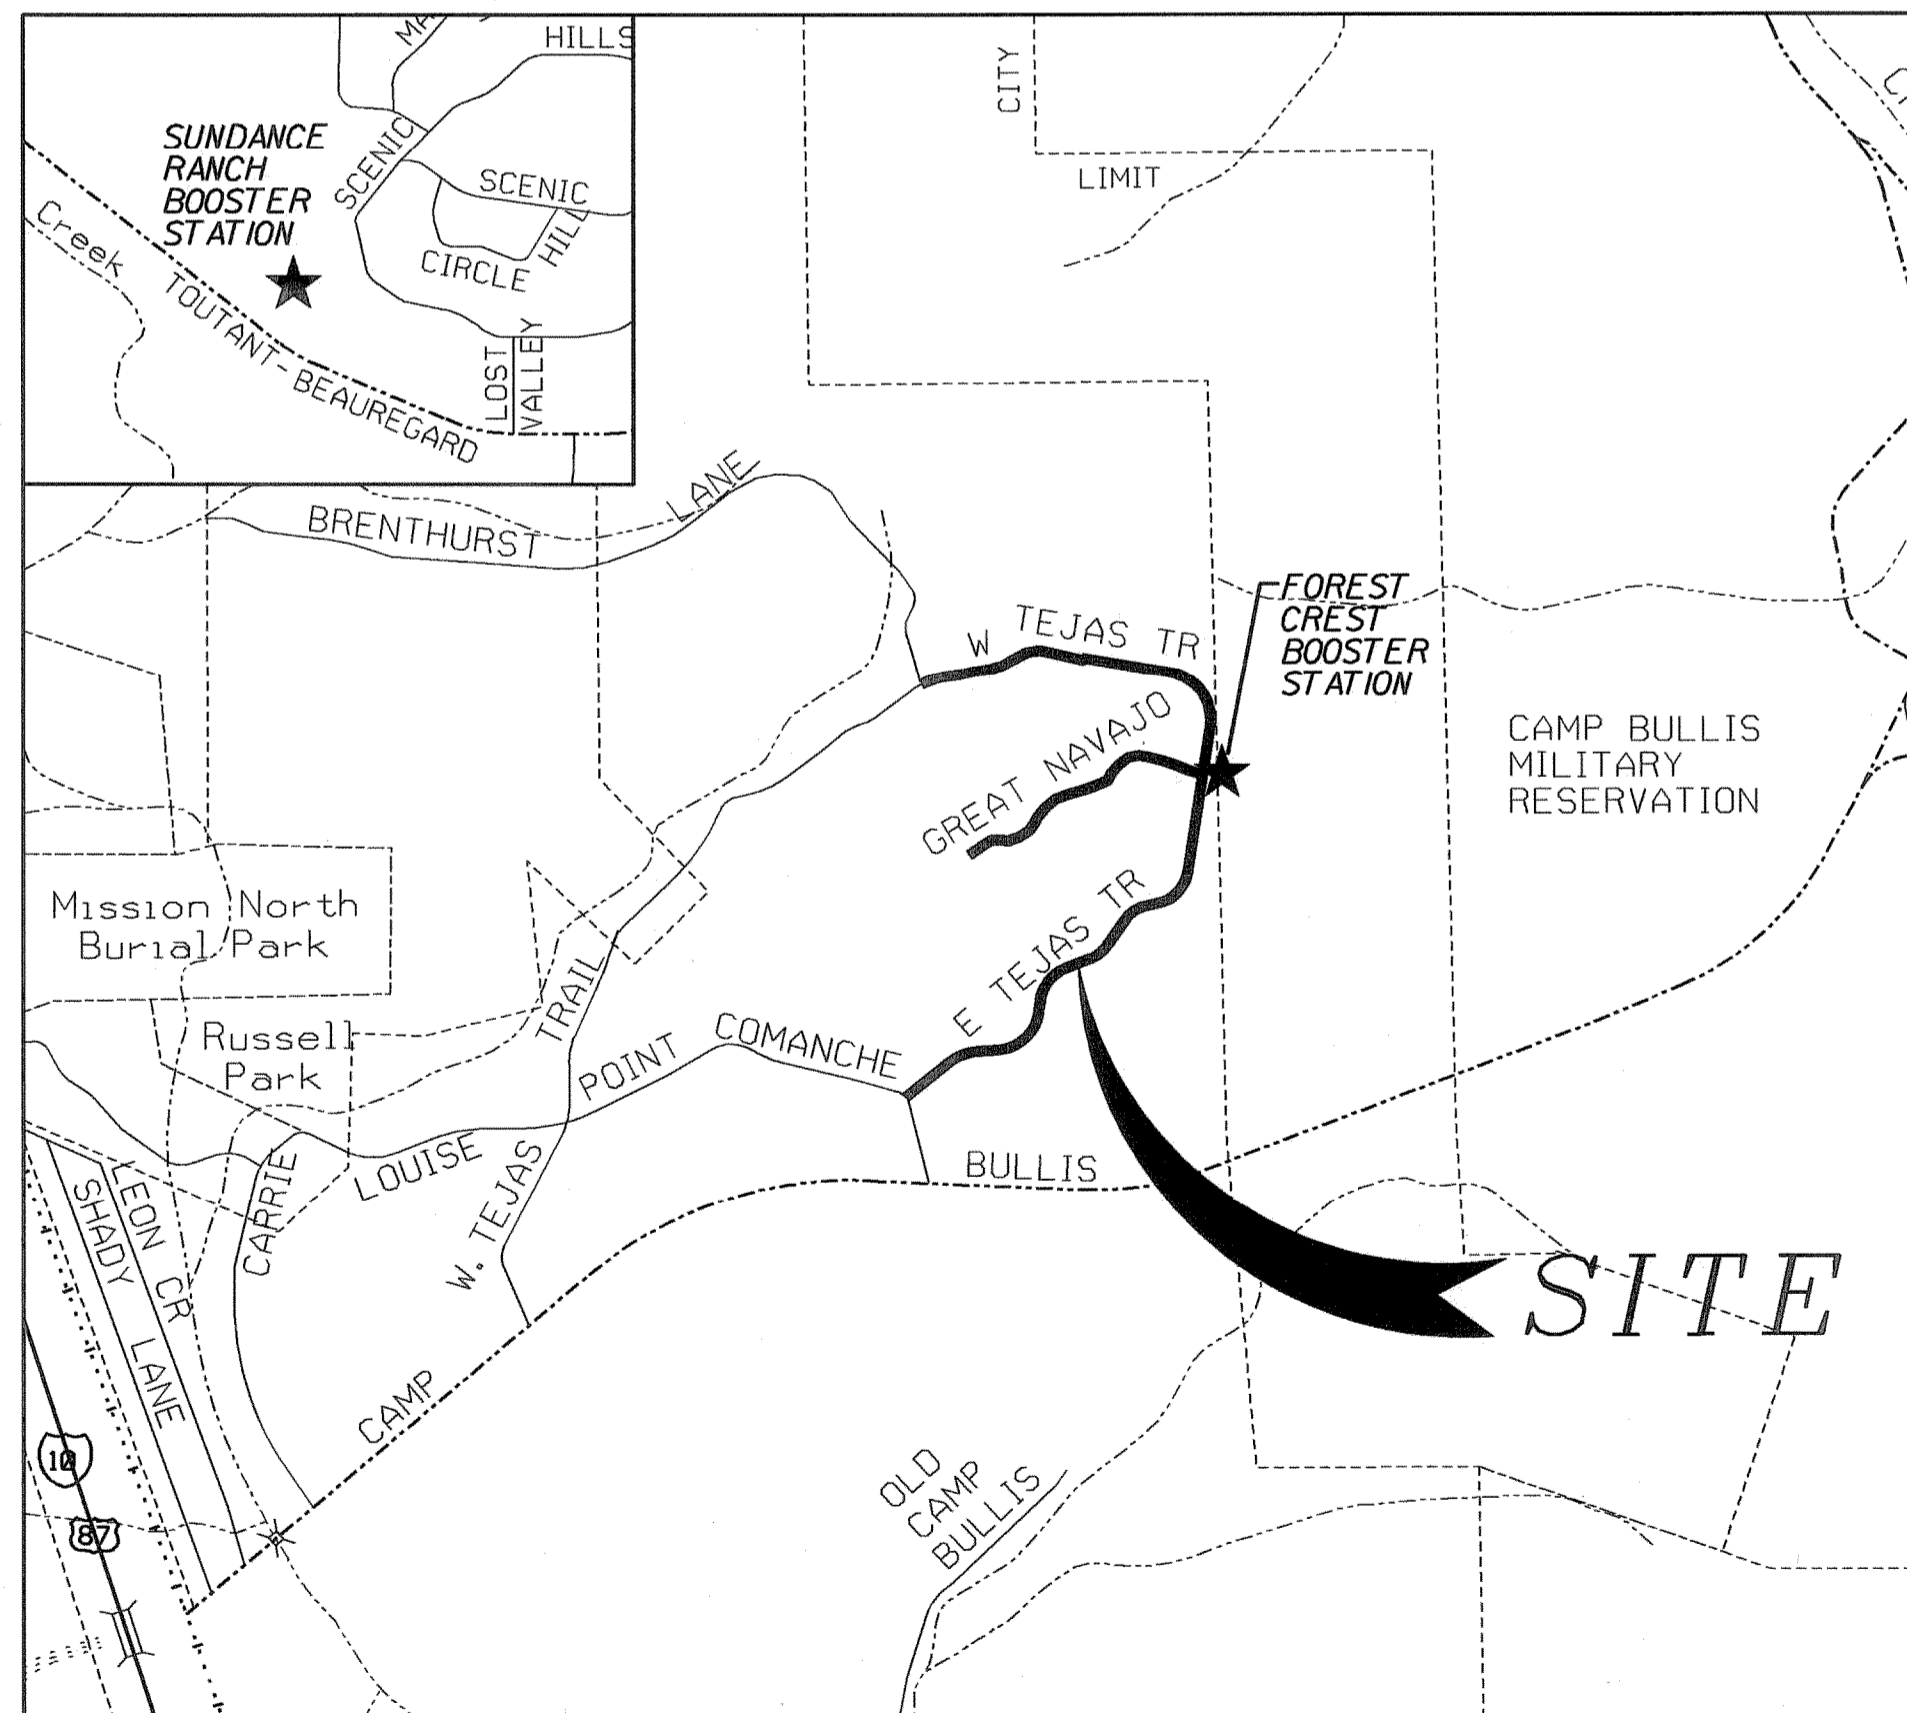 MA
HILLS
SUNDANCE
RANCH
BOOSTER
STATION
SCENIC
SCENIC
HILL
CIRCLE
Creek
TOUTANT-BEAUREGARD
LOST
VALLEY
CITY
LIMIT
BRENTHURST LANE
W TEJAS TR
FOREST
CREST
BOOSTER
STATION
GREAT NAVAJO
CAMP BULLIS
MILITARY
RESERVATION
E TEJAS TR
Mission North
Burial Park
Russell
Park
TRAIL
POINT COMANCHE
LOUISE
W. TEJAS
CARRIE
LEON CR
SHADY LANE
CAMP BULLIS
SITE
OLD
CAMP
BULLIS
10
87